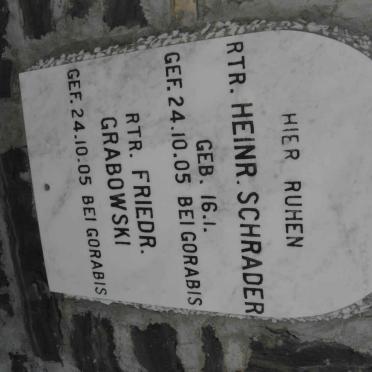 HIER RUHEN
RTR. HEINR. SCHRADER
GEB. 16.1.
GEF. 24.10.05 BEI GORABIS
RTR. FRIEDR.
GRABOWSKI
GEF. 24.10.05 BEI GORABIS